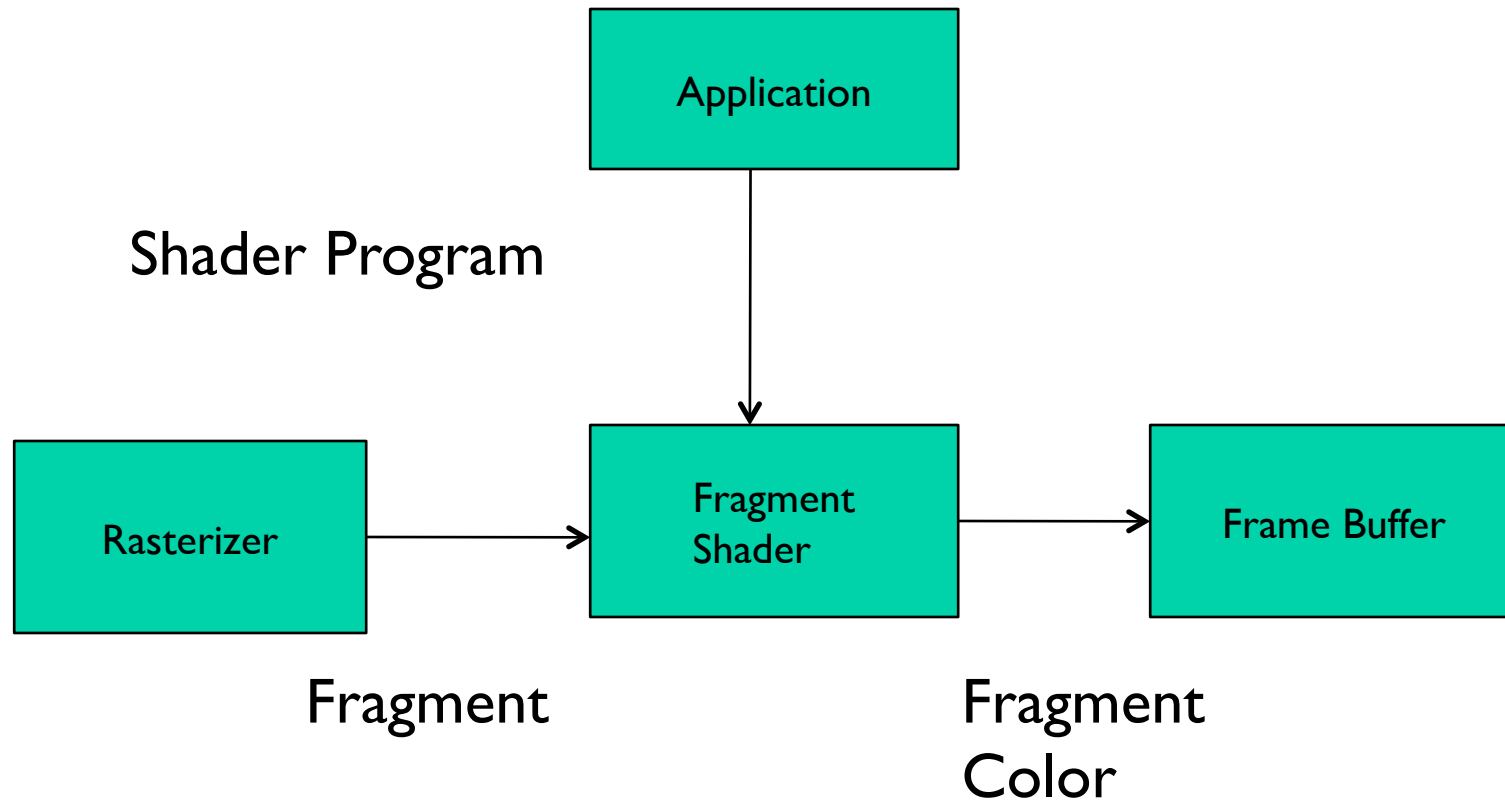 Application
Shader Program
Rasterizer
Fragment
Shader
Frame Buffer
Fragment
Fragment
Color